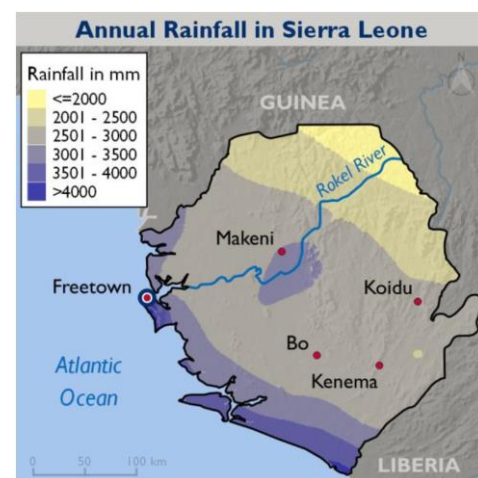 Annual Rainfall in Sierra Leone
Rainfall in mm
<=2000
2001 - 2500
2501 - 3000
3001 - 3500
3501 - 4000
>4000
GUINEA
Rokel River
Makeni
Freetown
Koidu
Bo
Kenema
Atlantic
Ocean
0 50 100 km
LIBERIA